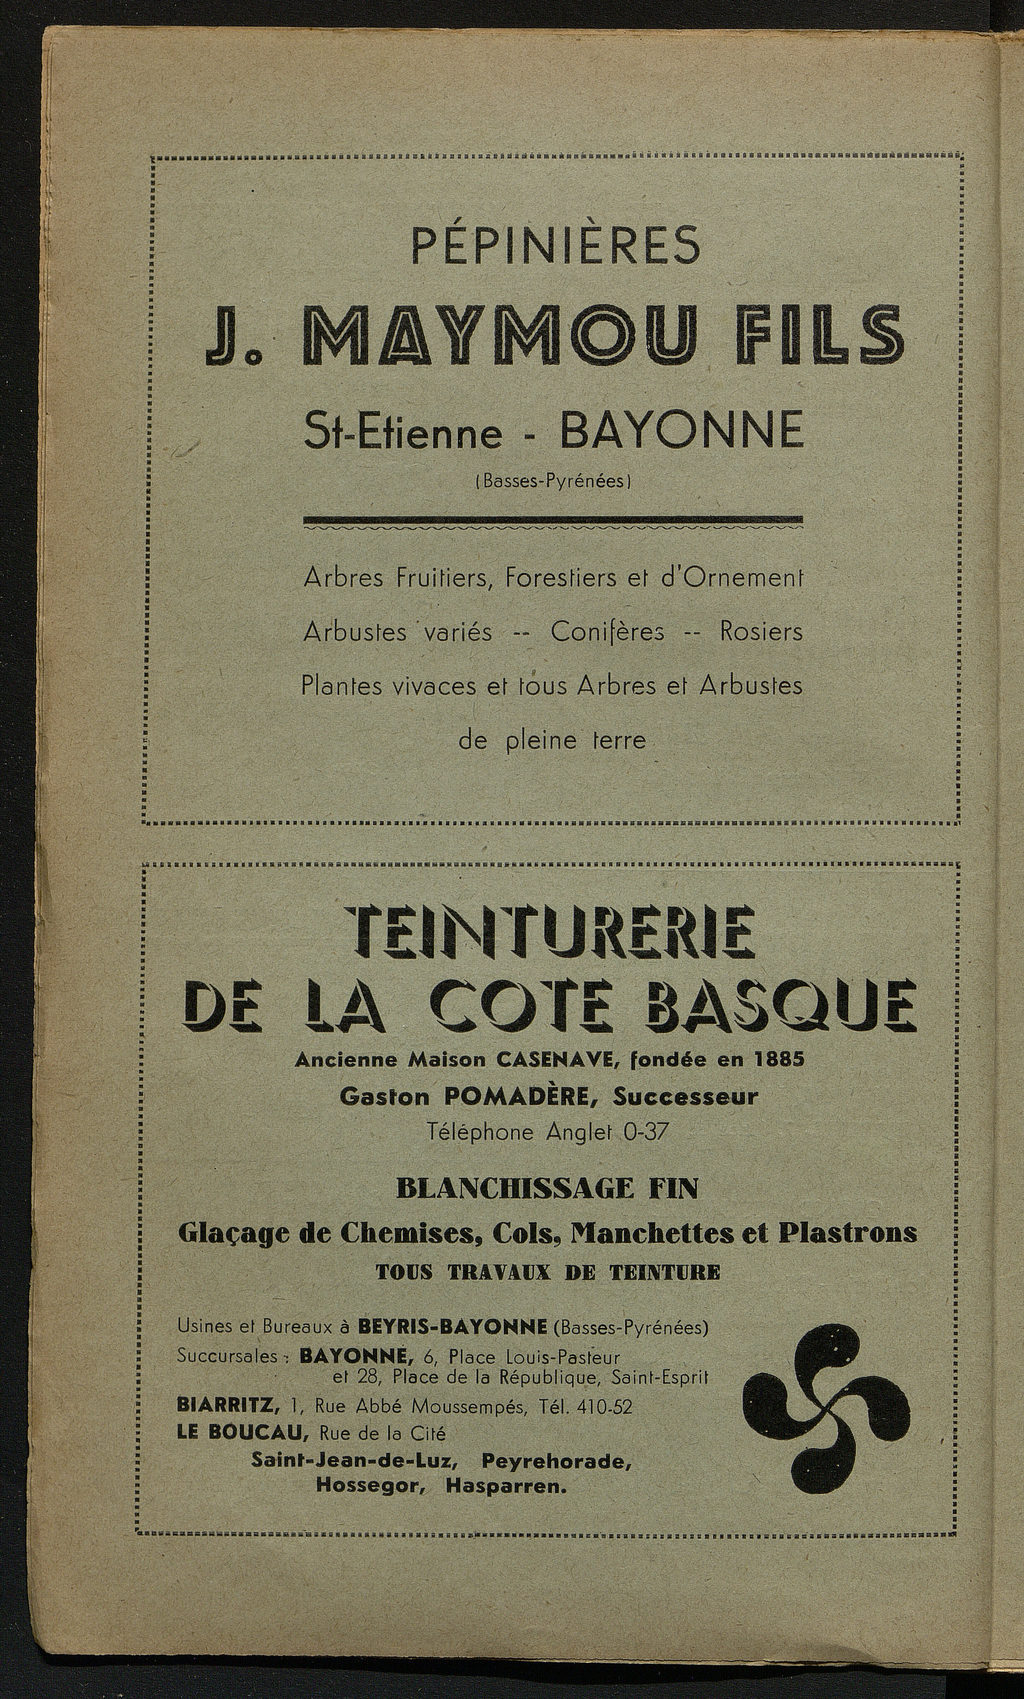 PÉPINIÈRES
J. MAYMOU FILS
St-Etienne - BAYONNE
(Basses-Pyrénées)
Arbres Fruitiers, Forestiers et d'Ornement
Arbustes variés -- Conifères -- Rosiers
Plantes vivaces et tous Arbres et Arbustes
de pleine terre
TEINTURERIE
DE LA COTE BASQUE
Ancienne Maison CASENAVE, fondée en 1885
Gaston POMADÈRE, Successeur
Téléphone Anglet 0-37
BLANCHISSAGE FIN
Glaçage de Chemises, Cols, Manchettes et Plastrons
TOUS TRAVAUX DE TEINTURE
Usines et Bureaux à BEYRIS-BAYONNE (Basses-Pyrénées)
Succursales : BAYONNE, 6, Place Louis-Pasteur
et 28, Place de la République, Saint-Esprit
BIARRITZ, 1, Rue Abbé Moussempés, Tél. 410-52
LE BOUCAU, Rue de la Cité
Saint-Jean-de-Luz, Peyrehorade,
Hossegor, Hasparren.